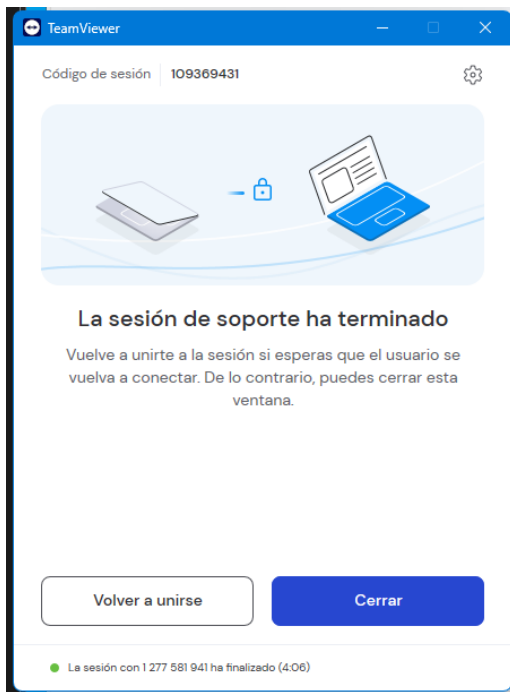 TeamViewer
Código de sesión 109369431
La sesión de soporte ha terminado
Vuelve a unirte a la sesión si esperas que el usuario se
vuelva a conectar. De lo contrario, puedes cerrar esta
ventana.
Volver a unirse
Cerrar
La sesión con 1 277 581 941 ha finalizado (4:06)